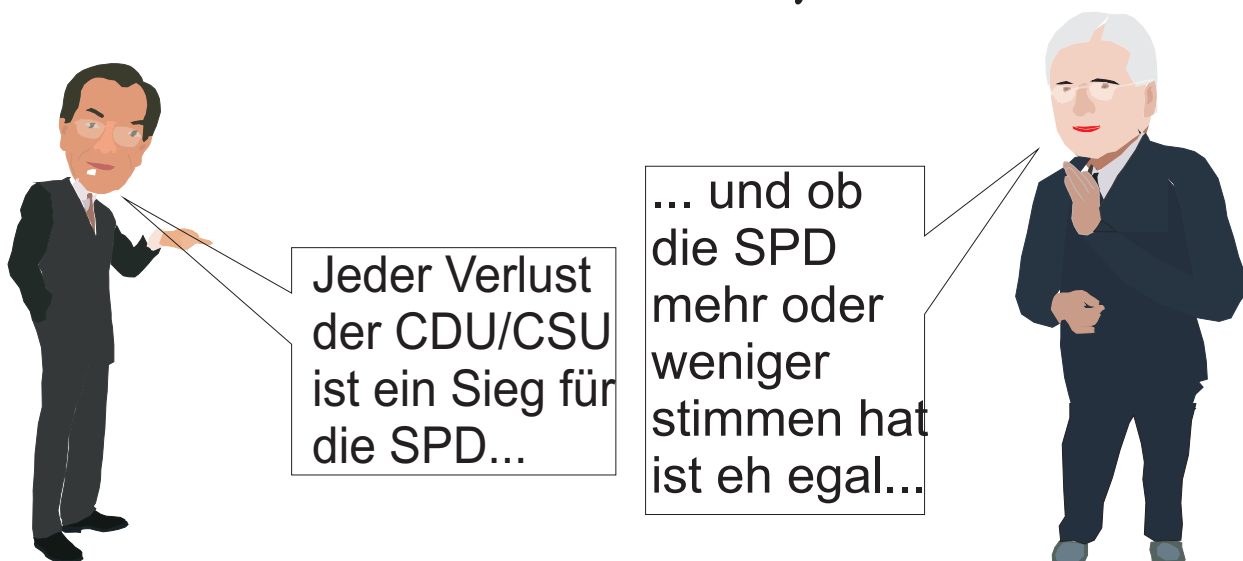 Jeder Verlust
der CDU/CSU
ist ein Sieg für
die SPD...
... und ob
die SPD
mehr oder
weniger
stimmen hat
ist eh egal...